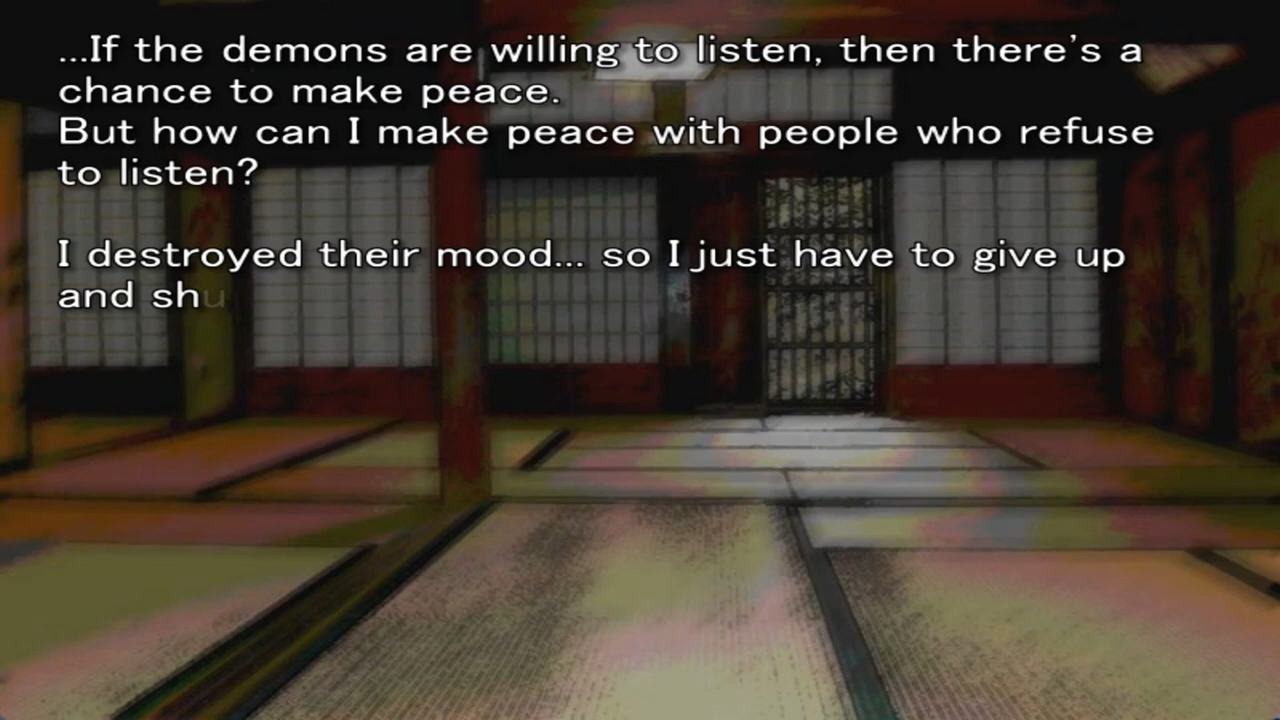 ...If the demons are willing to listen, then there's a
chance to make peace.
But how can I make peace with people who refuse
to listen?
I destroyed their mood... so I just have to give up
and shu